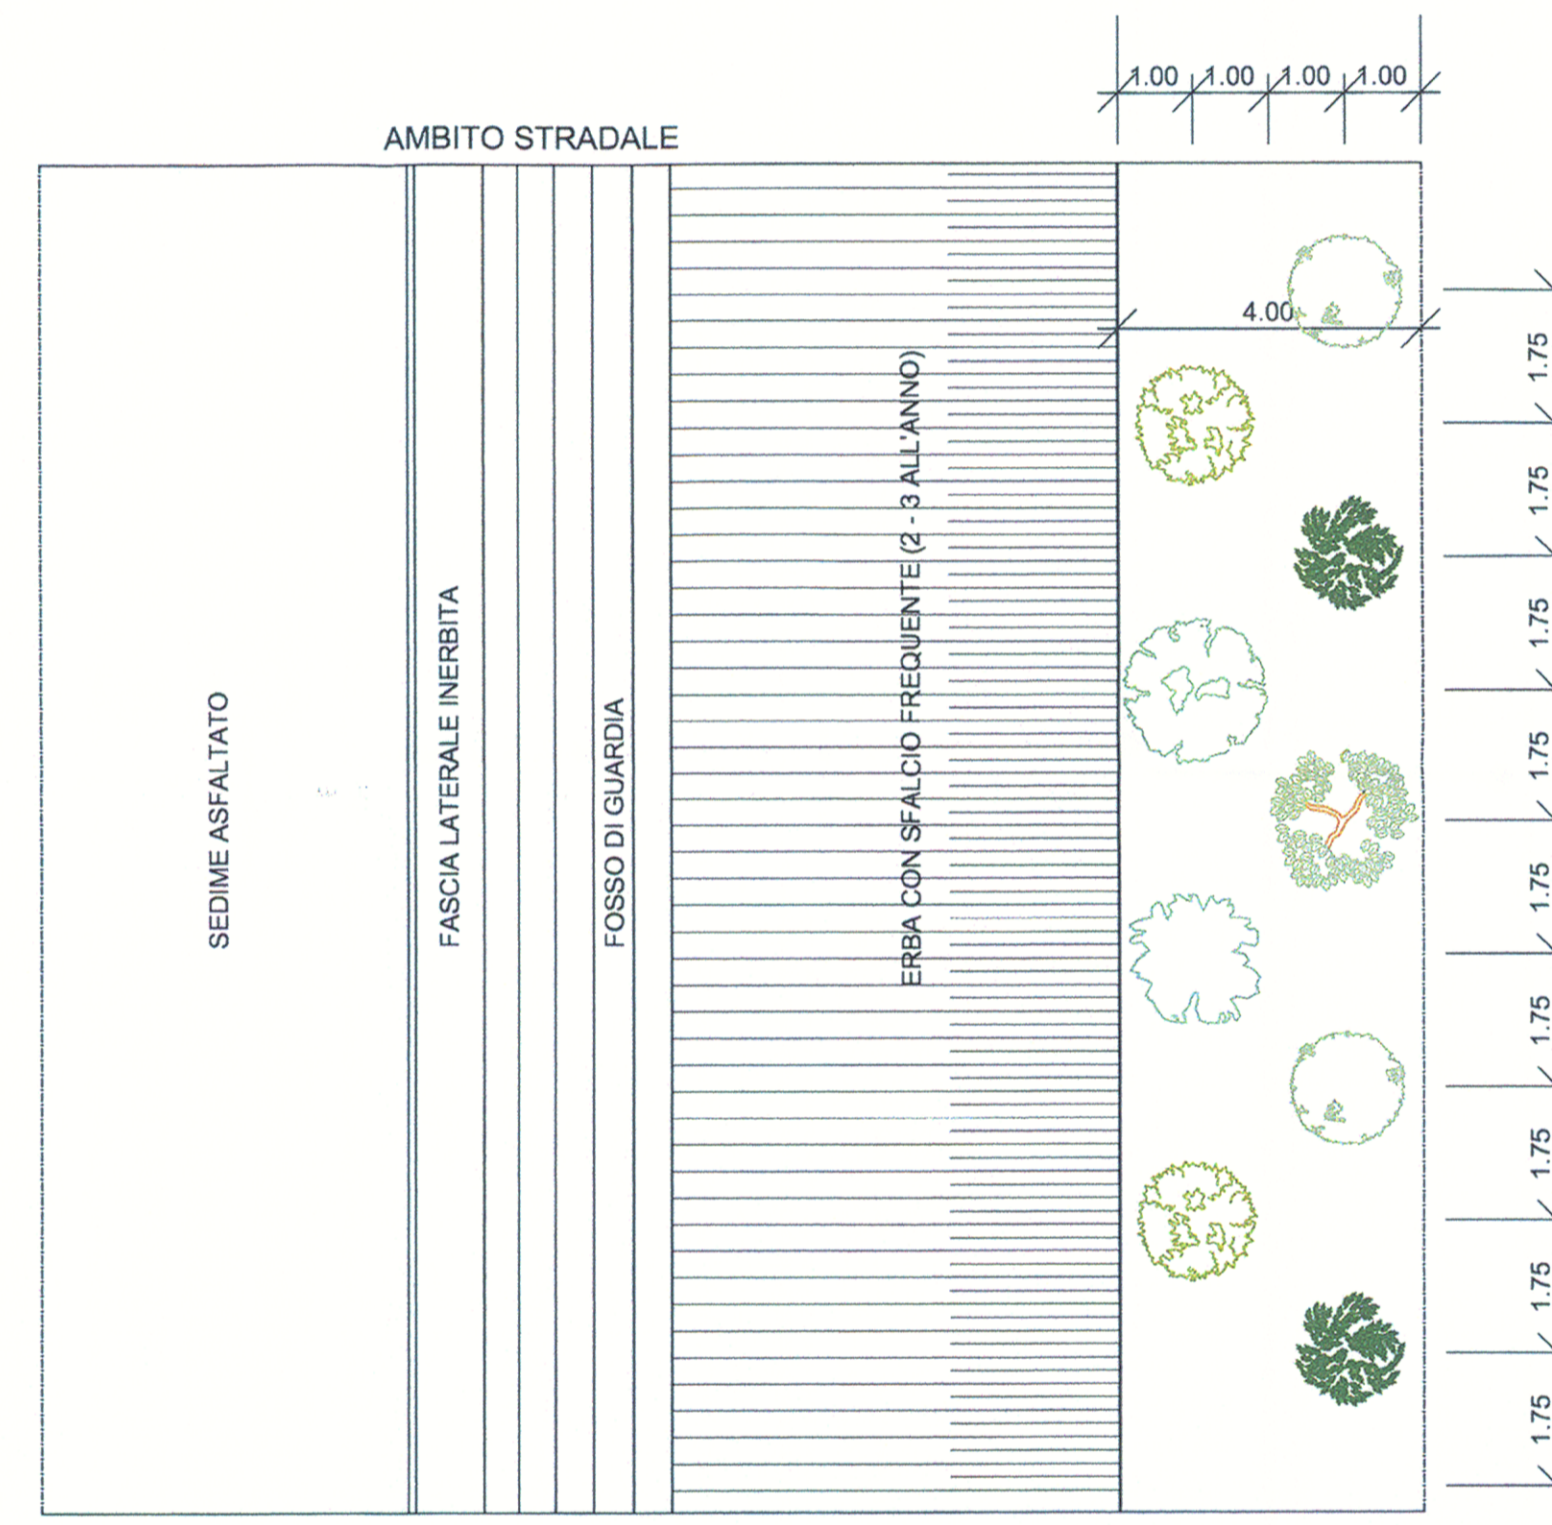 1.00 1.00 1.00 1.00
AMBITO STRADALE
4.00
SEDIME ASFALTATO
FASCIA LATERALE INERBITA
FOSSO DI GUARDIA
ERBA CON SFALCIO FREQUENTE (2 - 3 ALL'ANNO)
1.75
1.75
1.75
1.75
1.75
1.75
1.75
1.75
1.75